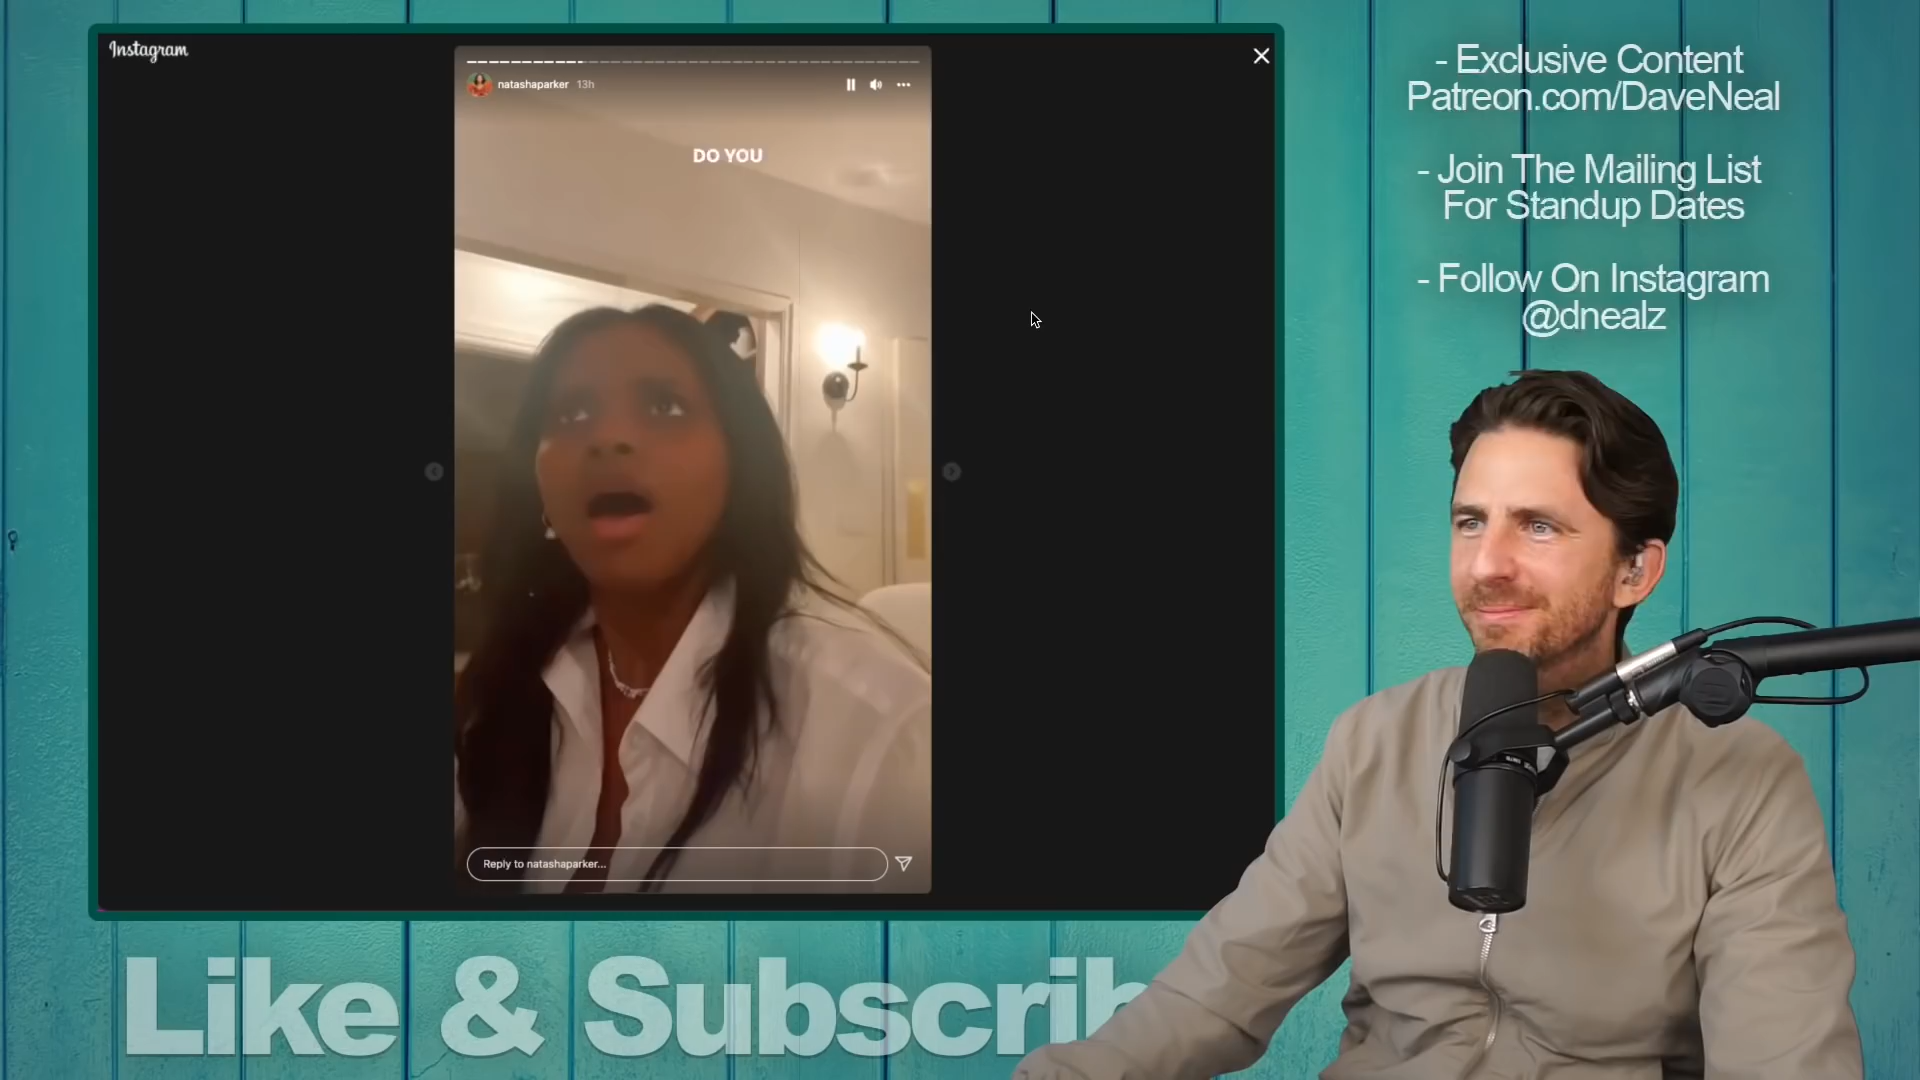 Instagram
natashaparker 13h
DO YOU
Reply to natashaparker...
- Exclusive Content
Patreon.com/DaveNeal
- Join The Mailing List
For Standup Dates
- Follow On Instagram
@dnealz
Like & Subscrib